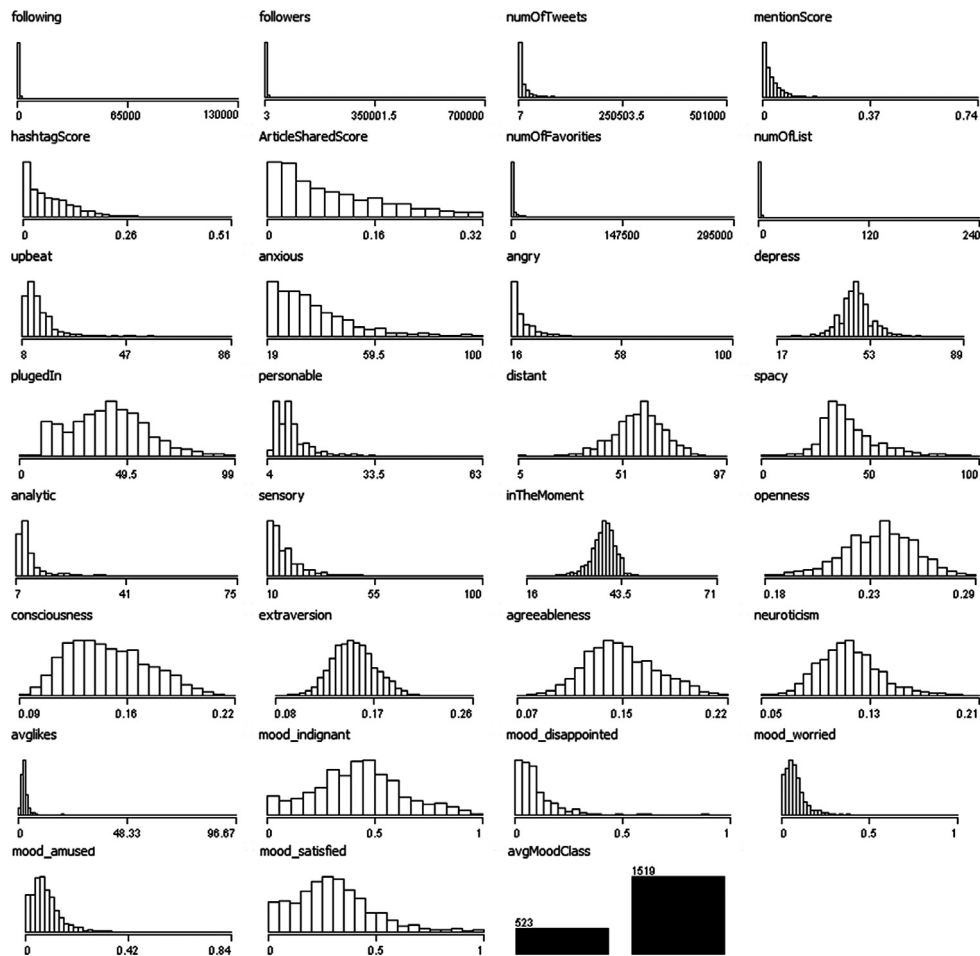 following followers numOfTweets mentionScore
0 65000 130000 3 350001.5 700000 7 250503.5 501000 0 0.37 0.74
hashtagScore ArticleSharedScore numOfFavorities numOfList
0 0.26 0.51 0 0.16 0.32 0 147500 295000 0 120 240
upbeat anxious angry depress
8 47 86 19 59.5 100 16 58 100 17 53 89
plugedIn personable distant spacy
0 49.5 99 4 33.5 63 5 51 97 0 50 100
analytic sensory inTheMoment openness
7 41 75 10 55 100 16 43.5 71 0.18 0.23 0.29
consciousness extraversion agreeableness neuroticism
0.09 0.16 0.22 0.08 0.17 0.26 0.07 0.15 0.22 0.05 0.13 0.21
avglikes mood_indignant mood_disappointed mood_worried
0 48.33 96.67 0 0.5 1 0 0.5 1 0 0.5 1
mood_amused mood_satisfied avgMoodClass
523 1519
0 0.42 0.84 0 0.5 1